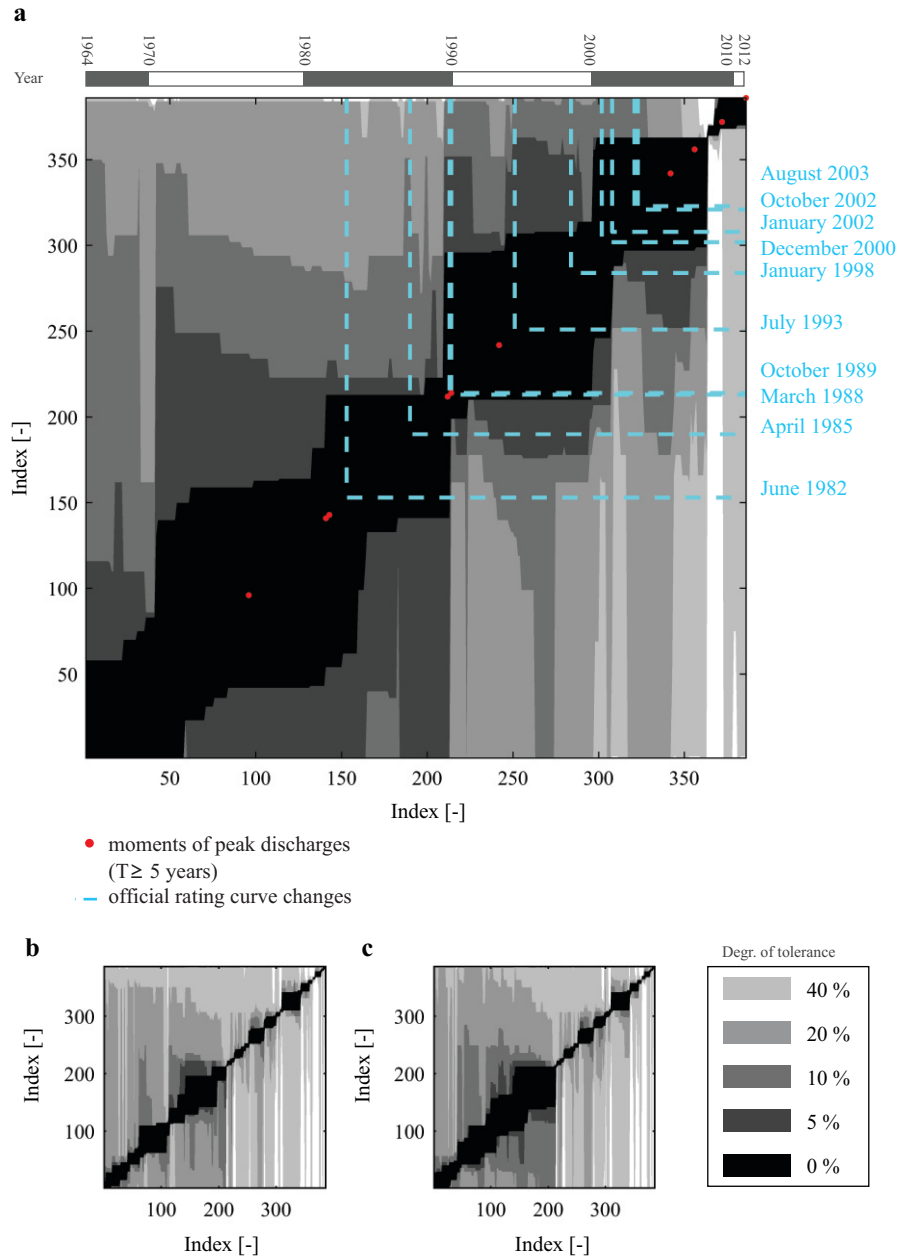 a
1964
1970
1980
1990
2000
2010
2012
Year
350
300
250
200
150
100
50
Index [-]
50
100
150
200
250
300
350
Index [-]
August 2003
October 2002
January 2002
December 2000
January 1998
July 1993
October 1989
March 1988
April 1985
June 1982
moments of peak discharges
(T≥ 5 years)
official rating curve changes
b
300
200
100
Index [-]
100
200
300
Index [-]
c
300
200
100
Index [-]
100
200
300
Index [-]
Degr. of tolerance
40 %
20 %
10 %
5 %
0 %